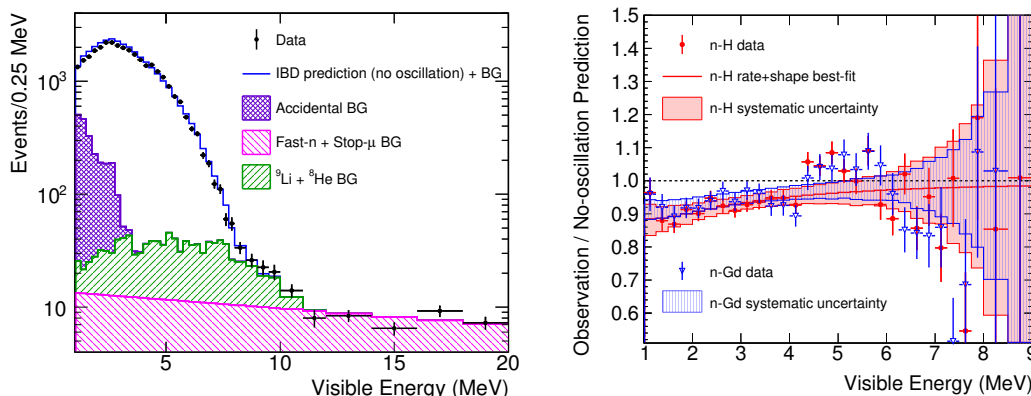 Events/0.25 MeV
10³
10²
10
Data
IBD prediction (no oscillation) + BG
Accidental BG
Fast-n + Stop-μ BG
⁹Li + ⁸He BG
5 10 15 20
Visible Energy (MeV)
Observation / No-oscillation Prediction
1.5
1.4
1.3
1.2
1.1
1.0
0.9
0.8
0.7
0.6
n-H data
n-H rate+shape best-fit
n-H systematic uncertainty
n-Gd data
n-Gd systematic uncertainty
1 2 3 4 5 6 7 8 9
Visible Energy (MeV)